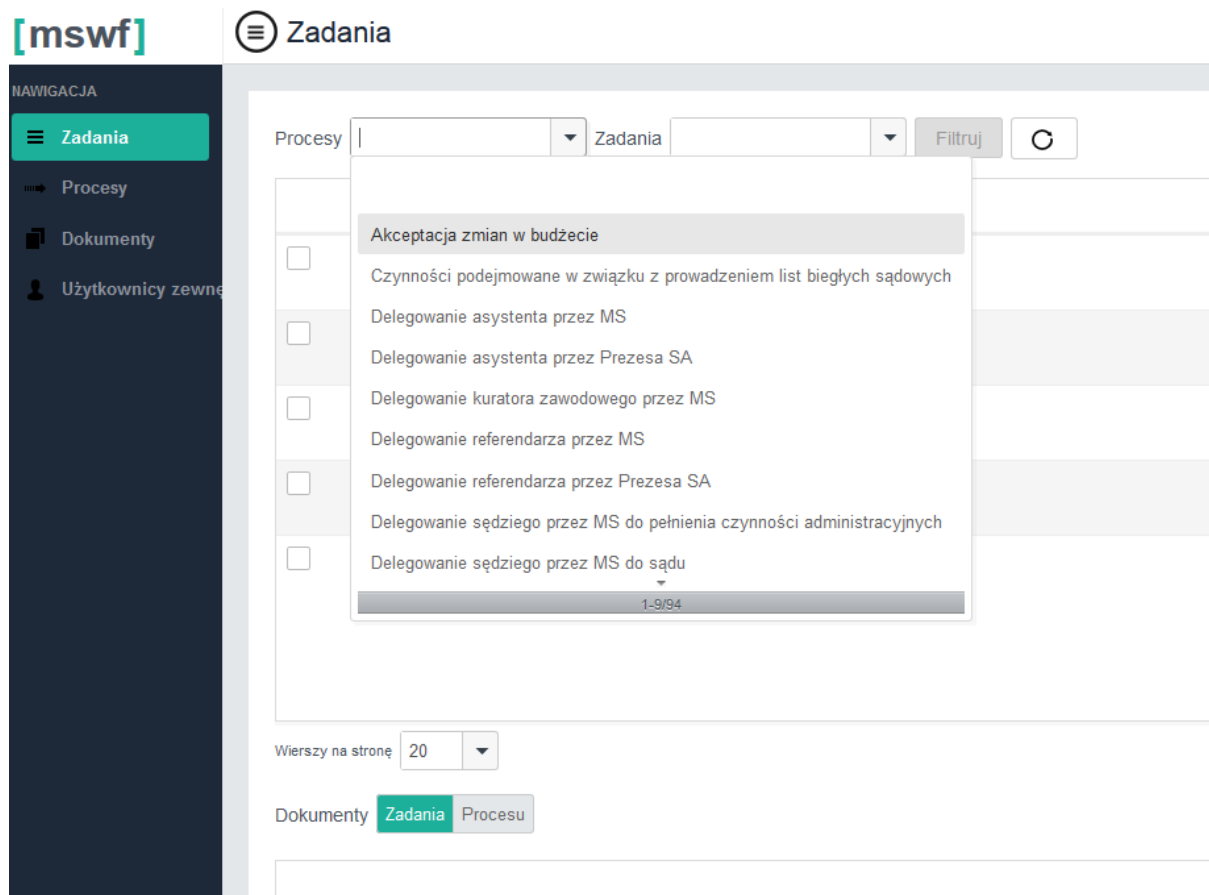 [mswf]
Zadania
NAWIGACJA
Zadania
Procesy
Dokumenty
Użytkownicy zewnę
Procesy
Zadania
Filtruj
Akceptacja zmian w budżecie
Czynności podejmowane w związku z prowadzeniem list biegłych sądowych
Delegowanie asystenta przez MS
Delegowanie asystenta przez Prezesa SA
Delegowanie kuratora zawodowego przez MS
Delegowanie referendarza przez MS
Delegowanie referendarza przez Prezesa SA
Delegowanie sędziego przez MS do pełnienia czynności administracyjnych
Delegowanie sędziego przez MS do sądu
1-9/94
Wierszy na stronę 20
Dokumenty Zadania Procesu